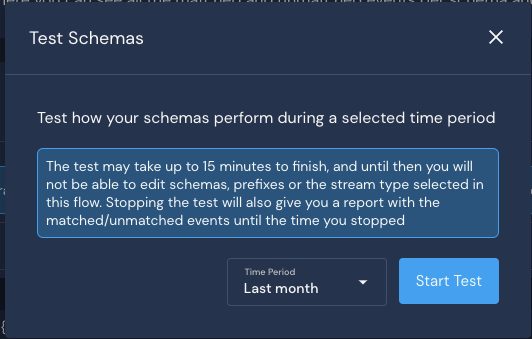 Test Schemas
Test how your schemas perform during a selected time period
The test may take up to 15 minutes to finish, and until then you will
not be able to edit schemas, prefixes or the stream type selected in
this flow. Stopping the test will also give you a report with the
matched/unmatched events until the time you stopped
Time Period
Last month
Start Test
{